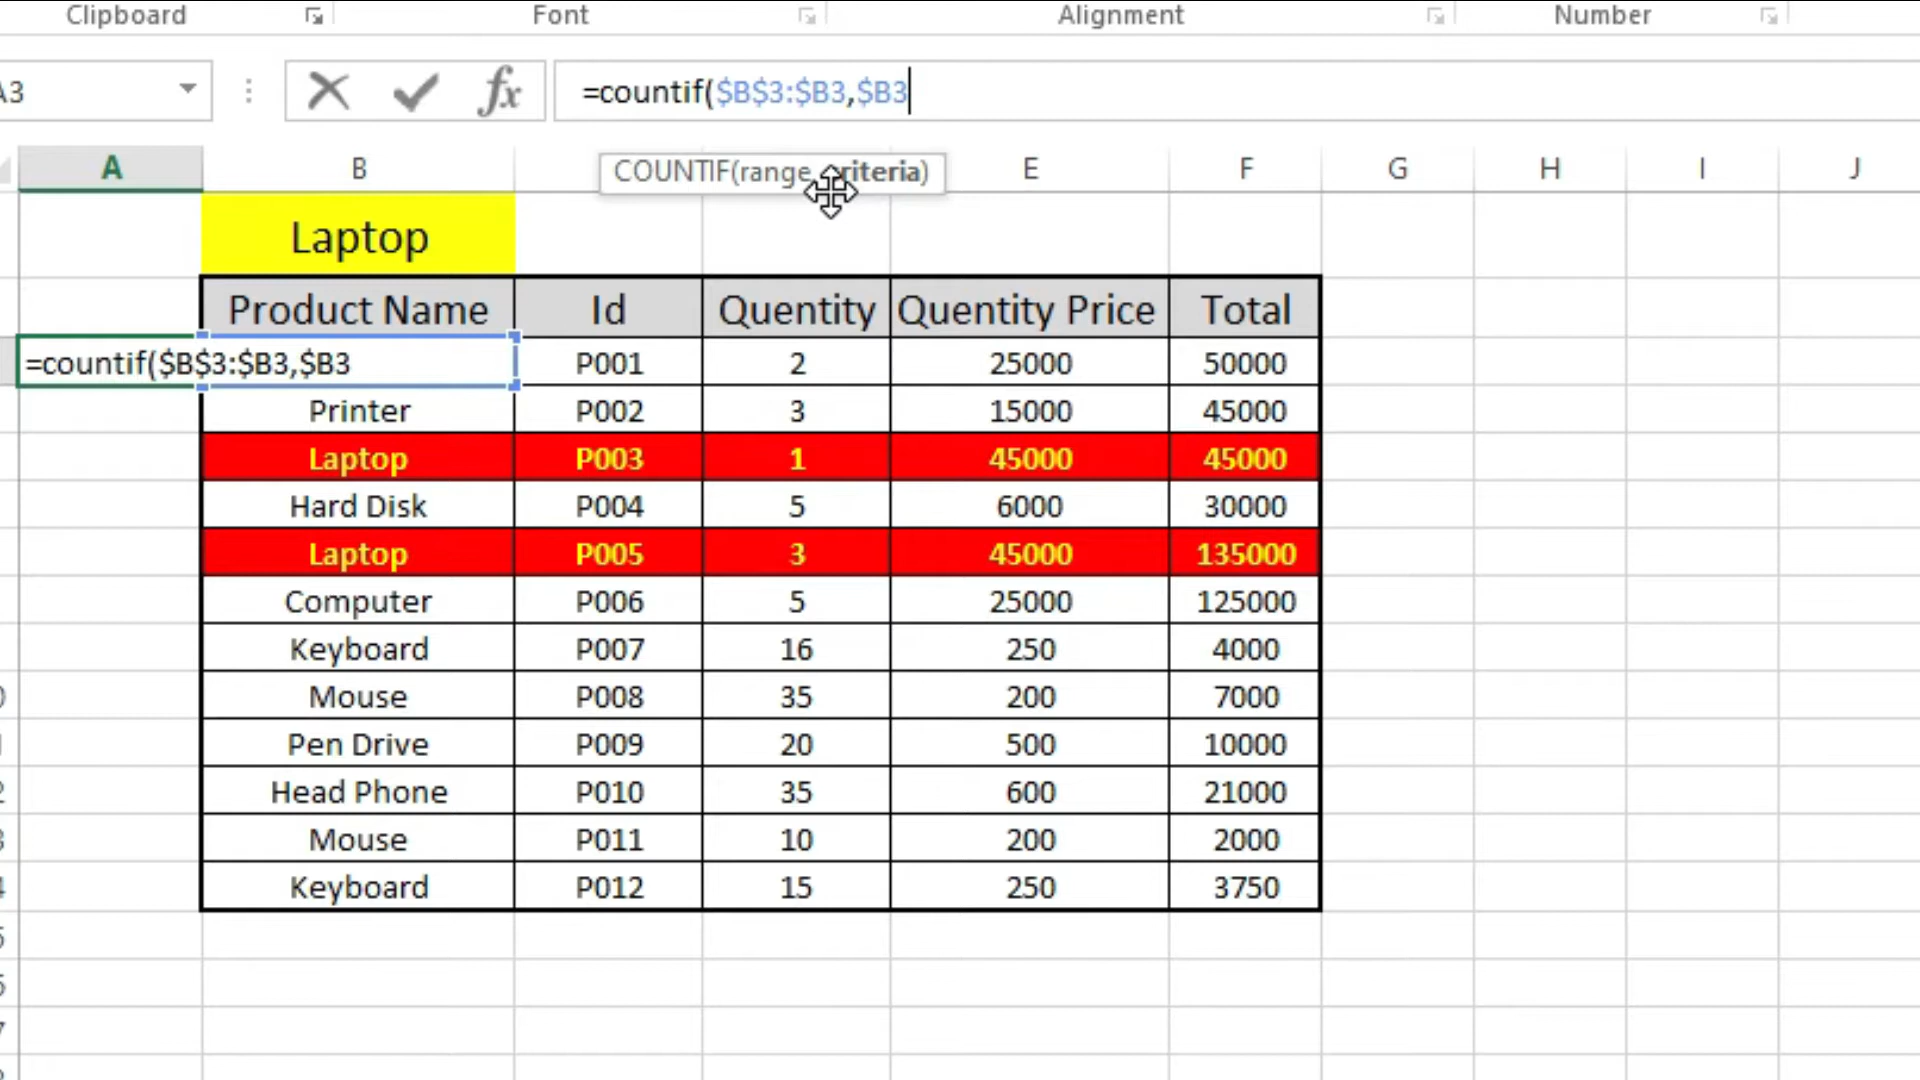 Clipboard Font Alignment Number
A3 fx =countif($B$3:$B3,$B3
A B E F G H I J
COUNTIF(range, criteria)
Laptop
Product Name Id Quentity Quentity Price Total
=countif($B$3:$B3,$B3 P001 2 25000 50000
Printer P002 3 15000 45000
Laptop P003 1 45000 45000
Hard Disk P004 5 6000 30000
Laptop P005 3 45000 135000
Computer P006 5 25000 125000
Keyboard P007 16 250 4000
Mouse P008 35 200 7000
Pen Drive P009 20 500 10000
Head Phone P010 35 600 21000
Mouse P011 10 200 2000
Keyboard P012 15 250 3750